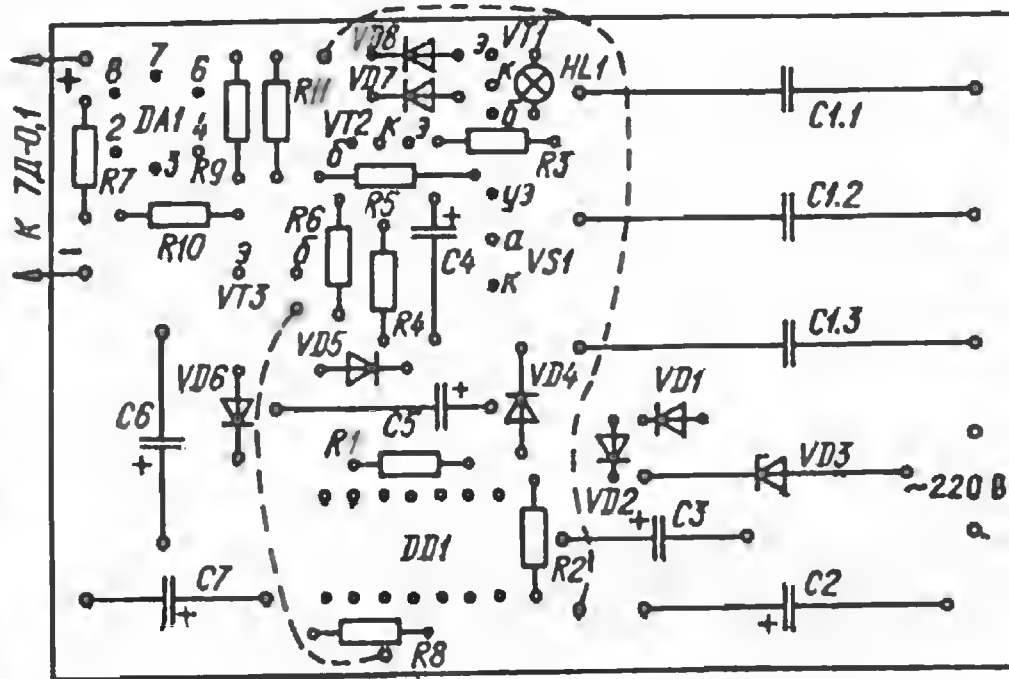 К 7Д-0,1
+
−
8
7
6
2
DA1
4
3
R7
R9
R10
R11
VD8
VD7
э
VT1
к
HL1
б
VT2
к
э
б
R3
R5
уэ
а
VS1
к
R6
б
э
VT3
C4
+
R4
C1.1
C1.2
C1.3
VD5
VD6
VD4
VD1
C6
+
C5
+
R1
VD2
VD3
~220 В
DD1
R2
C3
+
C7
+
C2
+
R8